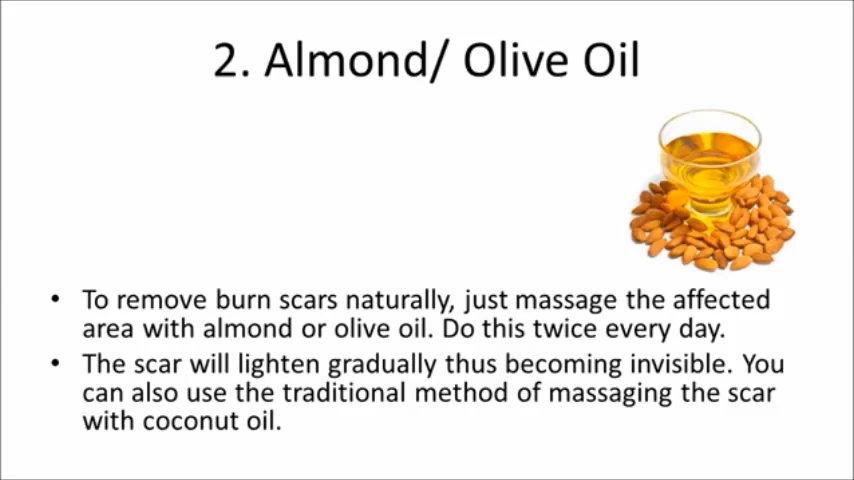 2. Almond/ Olive Oil
• To remove burn scars naturally, just massage the affected
area with almond or olive oil. Do this twice every day.
• The scar will lighten gradually thus becoming invisible. You
can also use the traditional method of massaging the scar
with coconut oil.